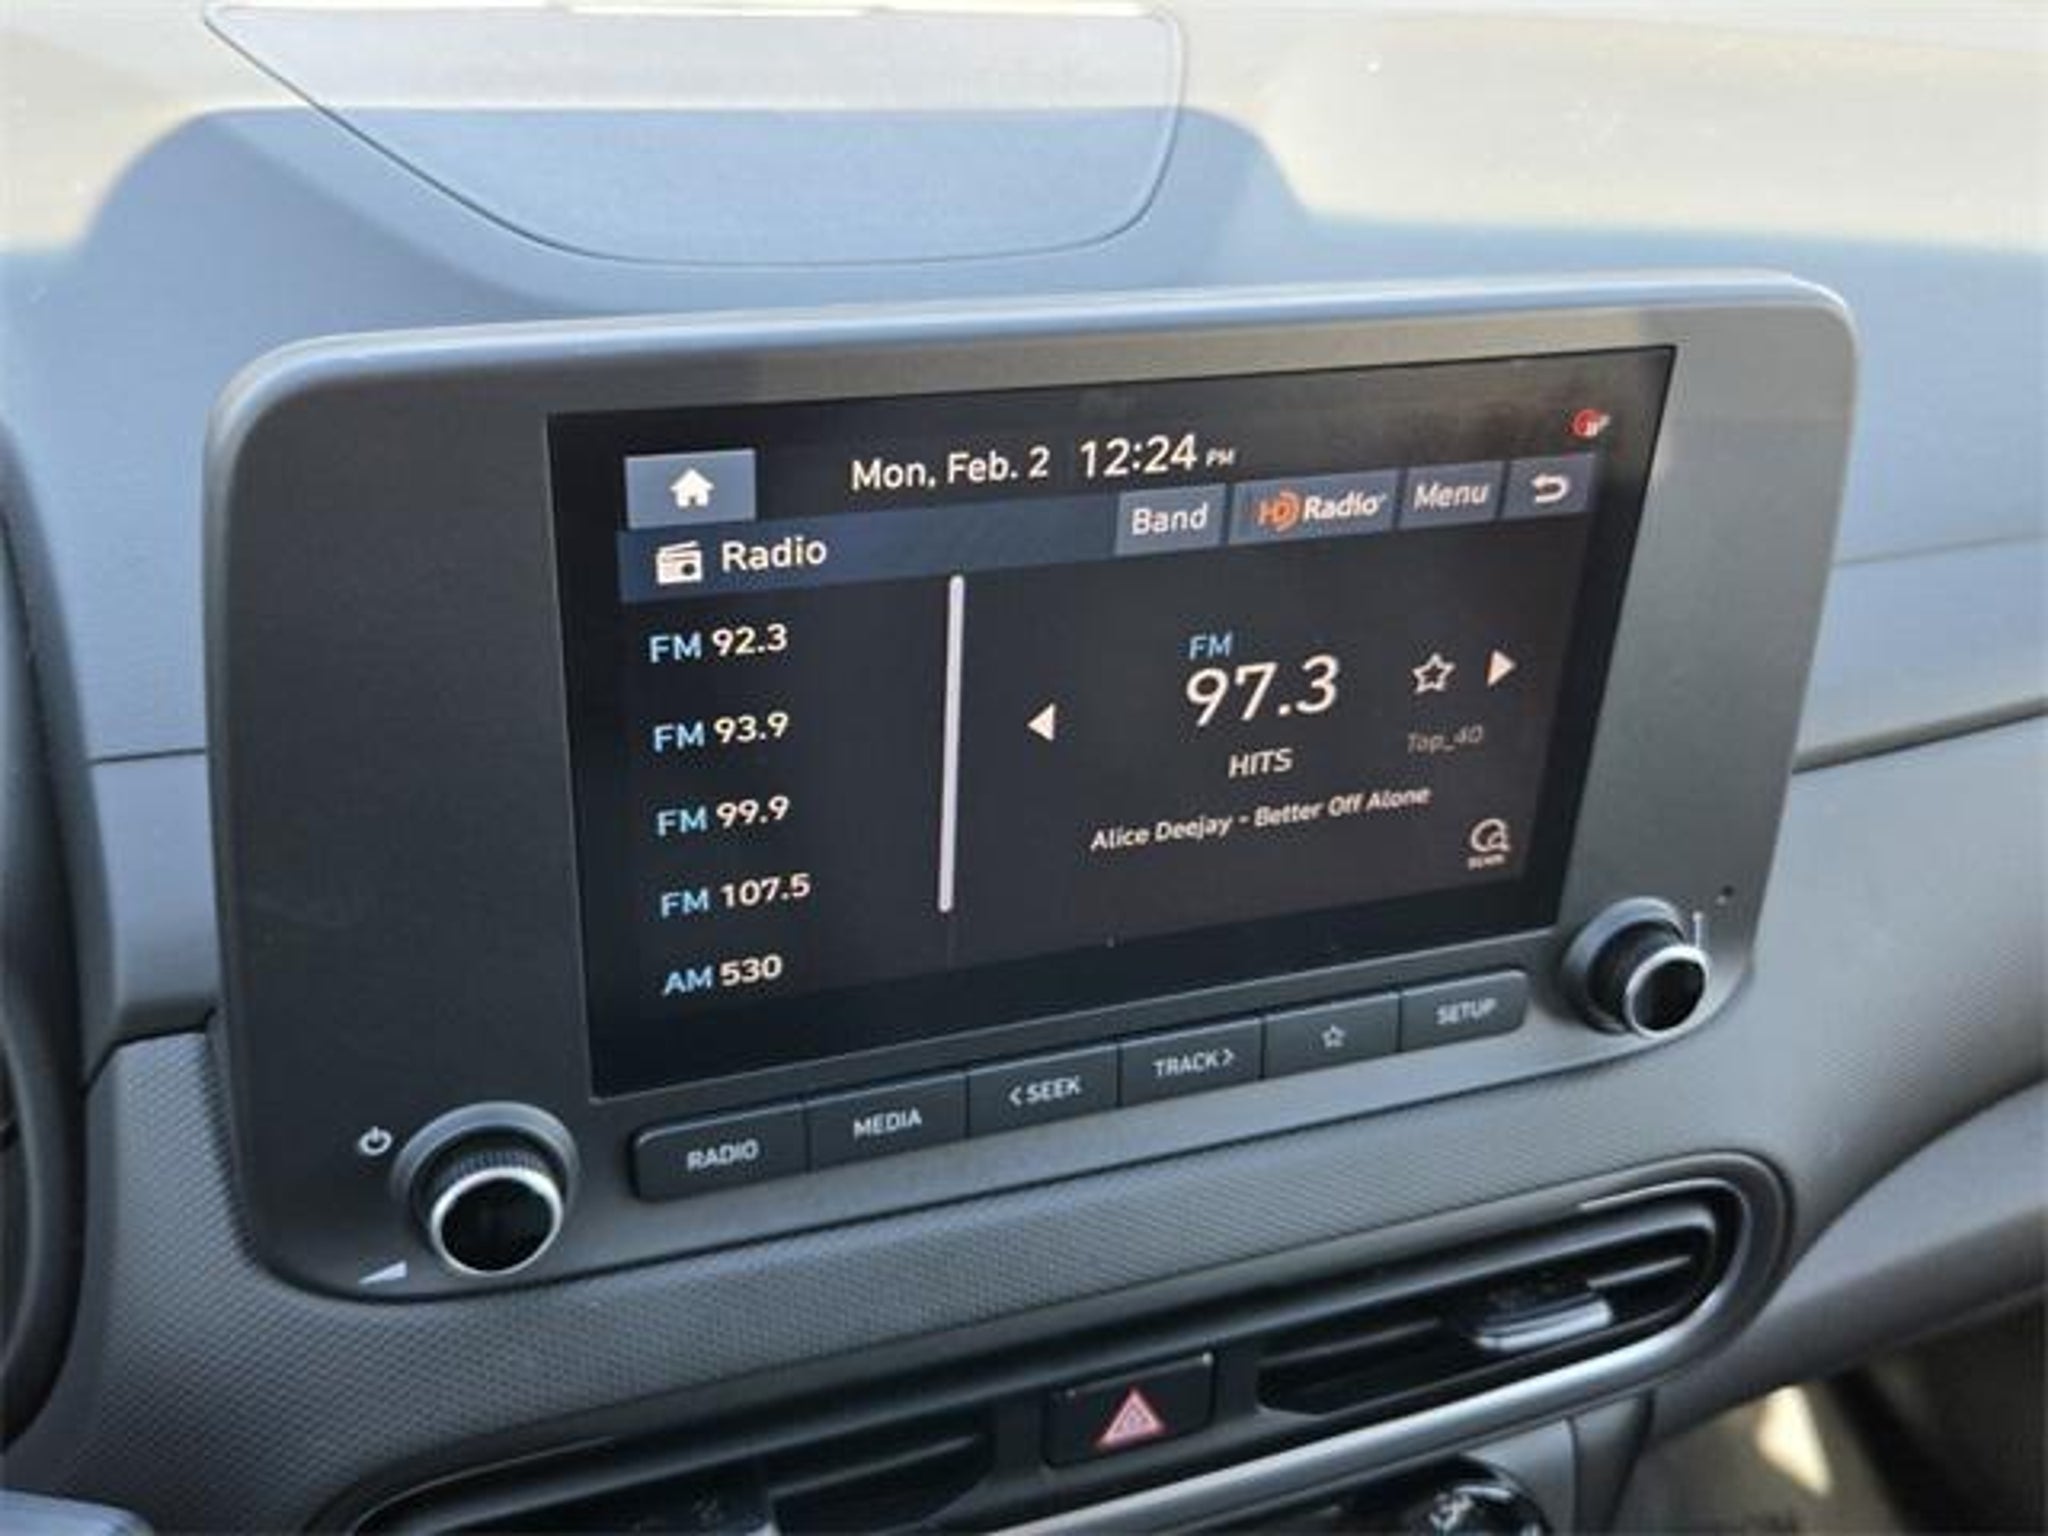 Mon, Feb. 2 12:24 PM
Radio Band HD Radio Menu
FM 92.3
FM 93.9
FM 99.9
FM 107.5
AM 530
FM
97.3
HITS
Top_40
Alice Deejay - Better Off Alone
RADIO MEDIA < SEEK TRACK > SETUP